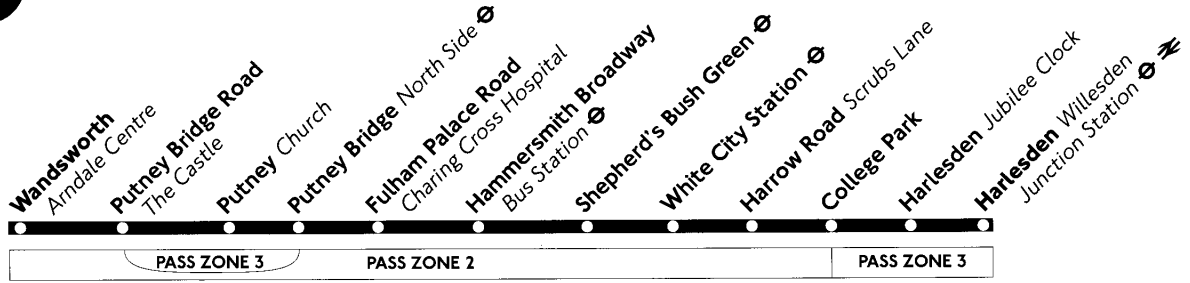 Wandsworth
Arndale Centre
Putney Bridge Road
The Castle
Putney Church
Putney Bridge North Side
Fulham Palace Road
Charing Cross Hospital
Hammersmith Broadway
Bus Station
Shepherd's Bush Green
White City Station
Harrow Road Scrubs Lane
College Park
Harlesden Jubilee Clock
Harlesden Willesden
Junction Station
PASS ZONE 3 PASS ZONE 2 PASS ZONE 3